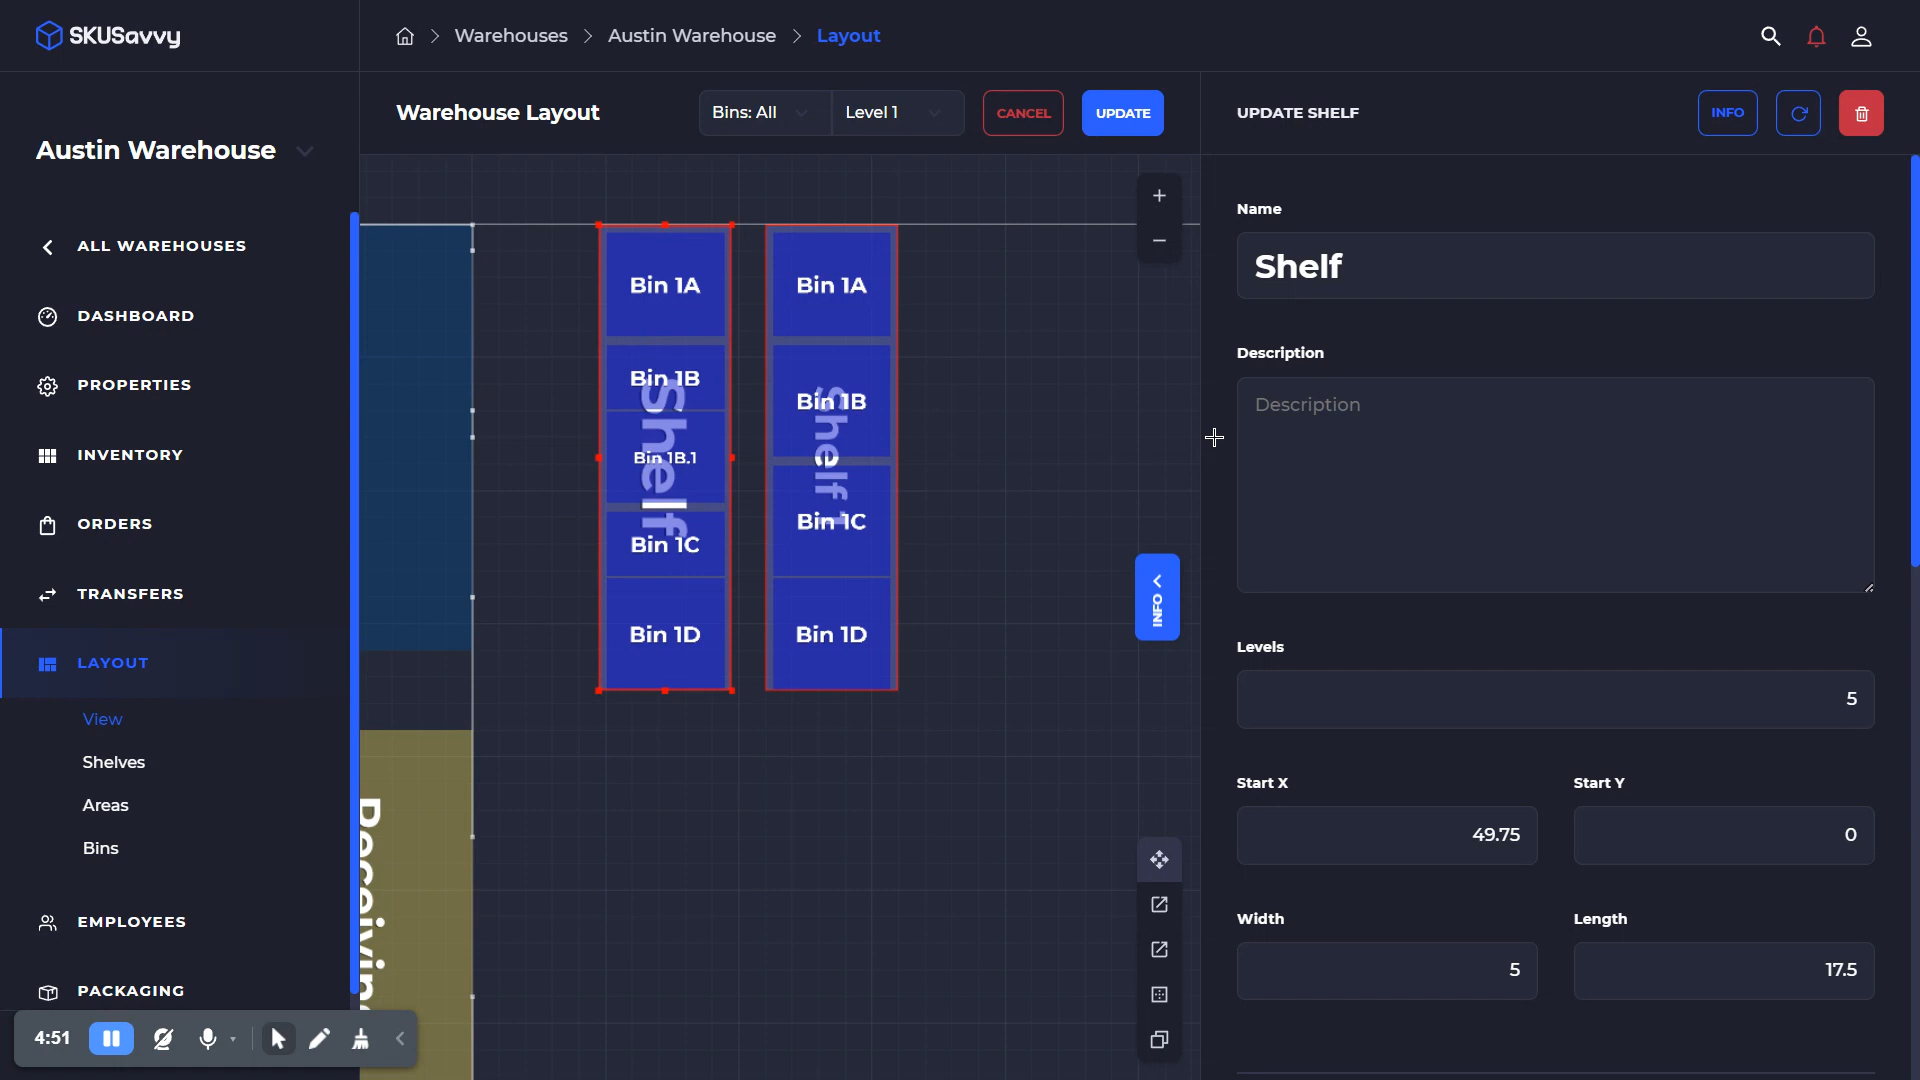 SKUSavvy
Warehouses
Austin Warehouse
Layout
Austin Warehouse
ALL WAREHOUSES
DASHBOARD
PROPERTIES
INVENTORY
ORDERS
TRANSFERS
LAYOUT
View
Shelves
Areas
Bins
EMPLOYEES
PACKAGING
4:51
Warehouse Layout
Bins: All
Level 1
CANCEL
UPDATE
Bin 1A
Bin 1B
Bin 1B.1
Bin 1C
Bin 1D
Shelf
Bin 1A
Bin 1B
Bin 1C
Bin 1D
Shelf 1
Receiving
INFO
UPDATE SHELF
INFO
Name
Shelf
Description
Description
Levels
5
Start X
Start Y
49.75
0
Width
Length
5
17.5